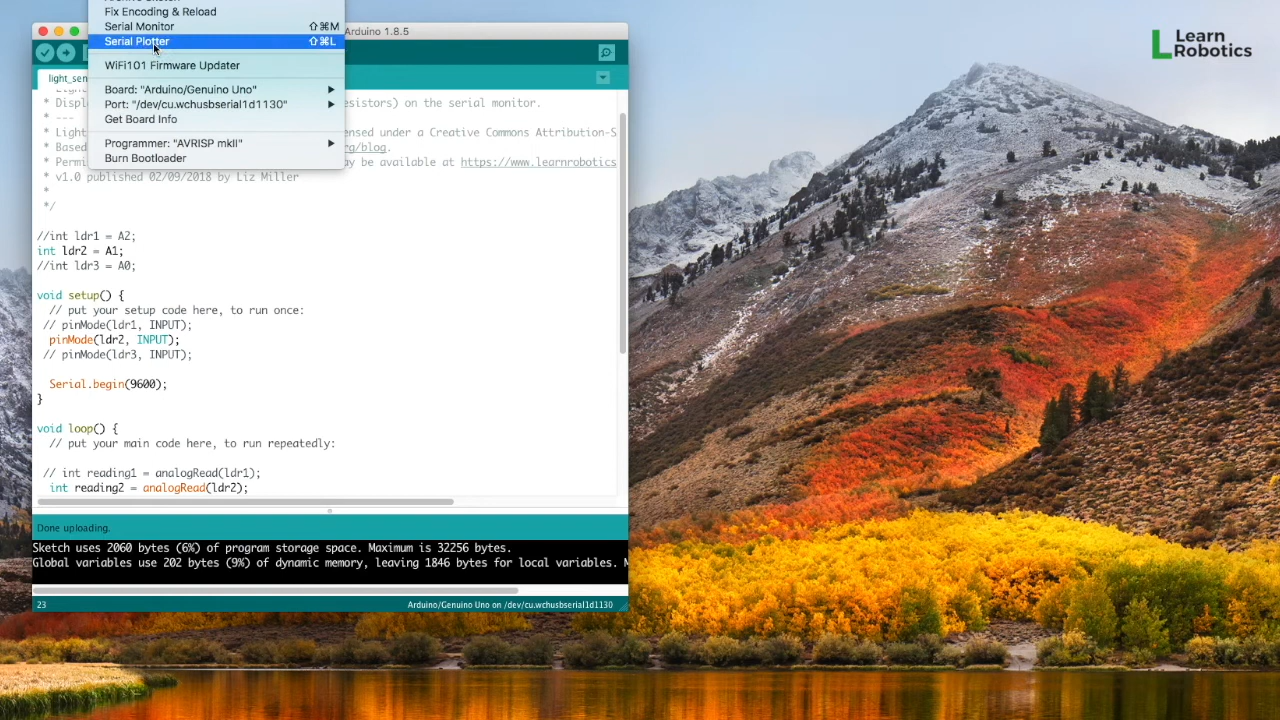 Fix Encoding & Reload
Serial Monitor ⇧⌘M
Serial Plotter ⇧⌘L
WiFi101 Firmware Updater
Board: "Arduino/Genuino Uno"
Port: "/dev/cu.wchusbserial1d1130"
Get Board Info
Programmer: "AVRISP mkII"
Burn Bootloader
Arduino 1.8.5
Learn
Robotics
light_sen
* Displ esistors) on the serial monitor.
* ---
* Light ensed under a Creative Commons Attribution-S
* Based rg/blog.
* Permi ay be available at https://www.learnrobotics
* v1.0 published 02/09/2018 by Liz Miller
*
*/
//int ldr1 = A2;
int ldr2 = A1;
//int ldr3 = A0;
void setup() {
// put your setup code here, to run once:
// pinMode(ldr1, INPUT);
pinMode(ldr2, INPUT);
// pinMode(ldr3, INPUT);
Serial.begin(9600);
}
void loop() {
// put your main code here, to run repeatedly:
// int reading1 = analogRead(ldr1);
int reading2 = analogRead(ldr2);
Done uploading.
Sketch uses 2060 bytes (6%) of program storage space. Maximum is 32256 bytes.
Global variables use 202 bytes (9%) of dynamic memory, leaving 1846 bytes for local variables. M
23 Arduino/Genuino Uno on /dev/cu.wchusbserial1d1130